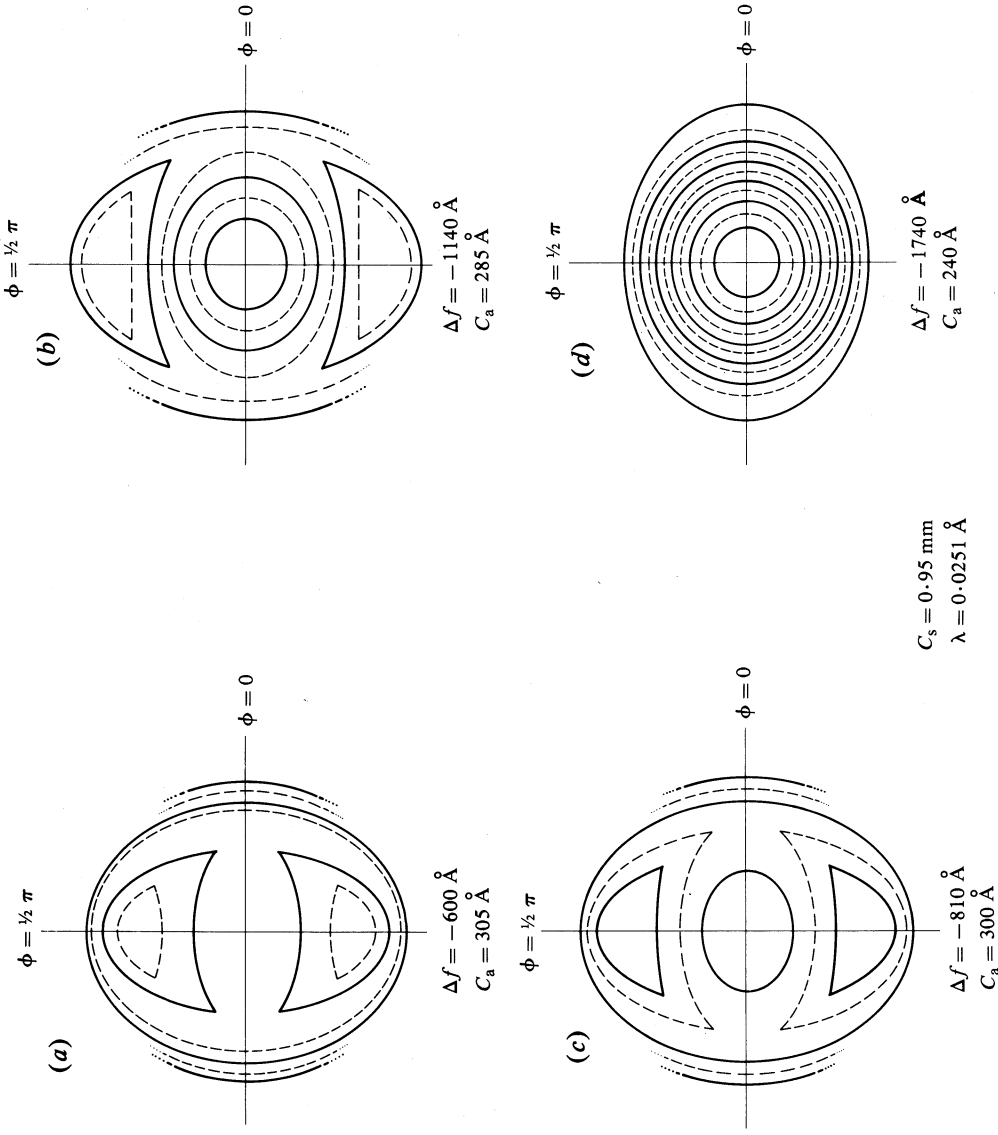 (a)
ϕ = ½ π
ϕ = 0
Δf = −600 Å
Cₐ = 305 Å
(b)
ϕ = ½ π
ϕ = 0
Δf = −1140 Å
Cₐ = 285 Å
(c)
ϕ = ½ π
ϕ = 0
Δf = −810 Å
Cₐ = 300 Å
(d)
ϕ = ½ π
ϕ = 0
Δf = −1740 Å
Cₐ = 240 Å
Cₛ = 0·95 mm
λ = 0·0251 Å